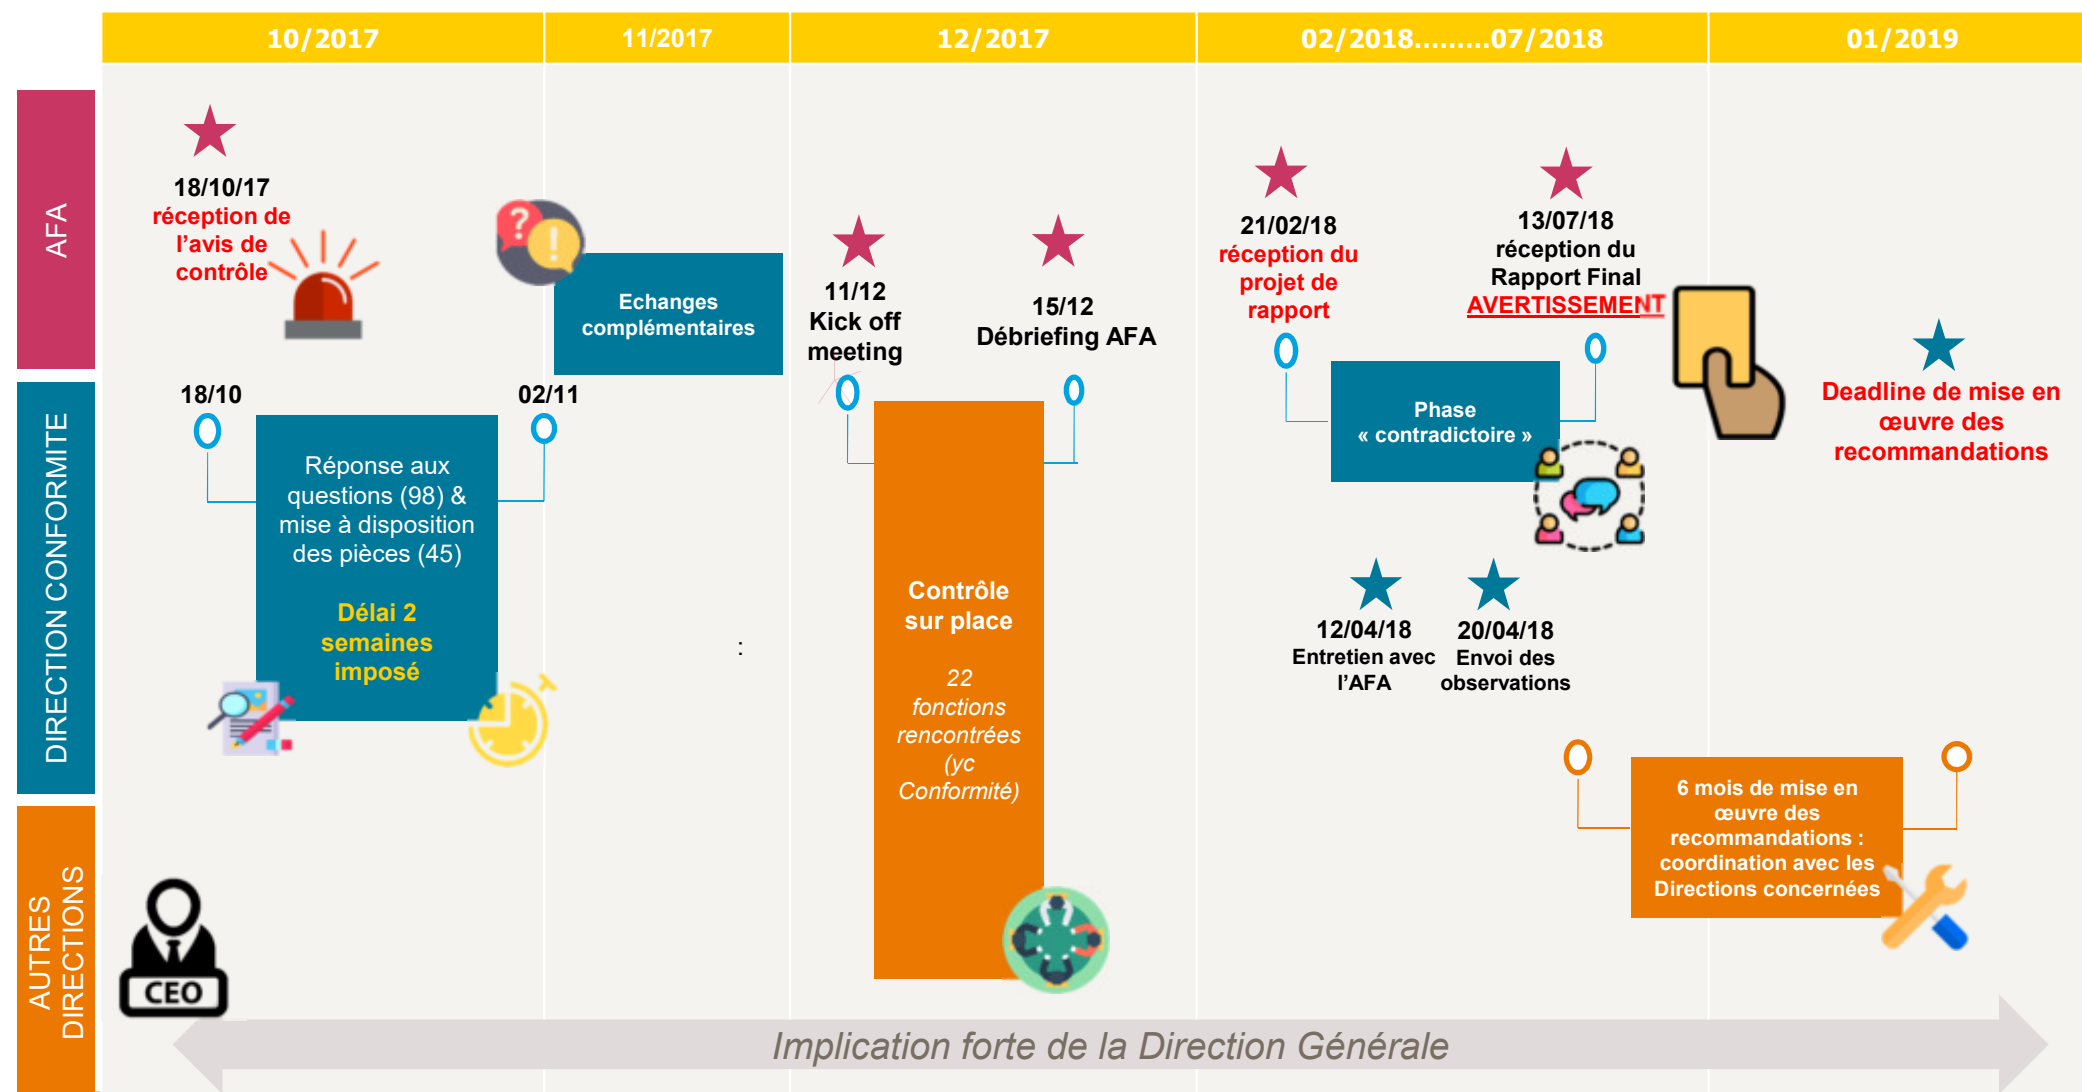 10/2017
11/2017
12/2017
02/2018.........07/2018
01/2019
AFA
18/10/17
réception de
l'avis de
contrôle
Echanges
complémentaires
11/12
Kick off
meeting
15/12
Débriefing AFA
21/02/18
réception du
projet de
rapport
13/07/18
réception du
Rapport Final
AVERTISSEMENT
DIRECTION CONFORMITE
18/10
02/11
Réponse aux
questions (98) &
mise à disposition
des pièces (45)
Délai 2
semaines
imposé
:
Contrôle
sur place
22
fonctions
rencontrées
(yc
Conformité)
Phase
« contradictoire »
12/04/18
Entretien avec
l'AFA
20/04/18
Envoi des
observations
Deadline de mise en
œuvre des
recommandations
6 mois de mise en
œuvre des
recommandations :
coordination avec les
Directions concernées
AUTRES
DIRECTIONS
CEO
Implication forte de la Direction Générale